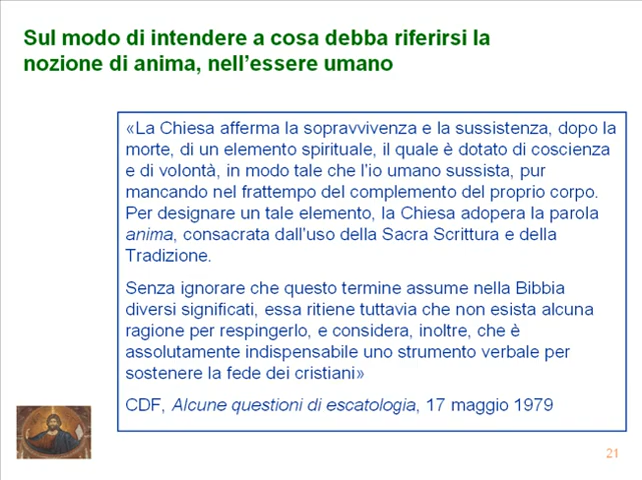 Sul modo di intendere a cosa debba riferirsi la
nozione di anima, nell'essere umano
«La Chiesa afferma la sopravvivenza e la sussistenza, dopo la
morte, di un elemento spirituale, il quale è dotato di coscienza
e di volontà, in modo tale che l'io umano sussista, pur
mancando nel frattempo del complemento del proprio corpo.
Per designare un tale elemento, la Chiesa adopera la parola
anima, consacrata dall'uso della Sacra Scrittura e della
Tradizione.
Senza ignorare che questo termine assume nella Bibbia
diversi significati, essa ritiene tuttavia che non esista alcuna
ragione per respingerlo, e considera, inoltre, che è
assolutamente indispensabile uno strumento verbale per
sostenere la fede dei cristiani»
CDF, Alcune questioni di escatologia, 17 maggio 1979
21